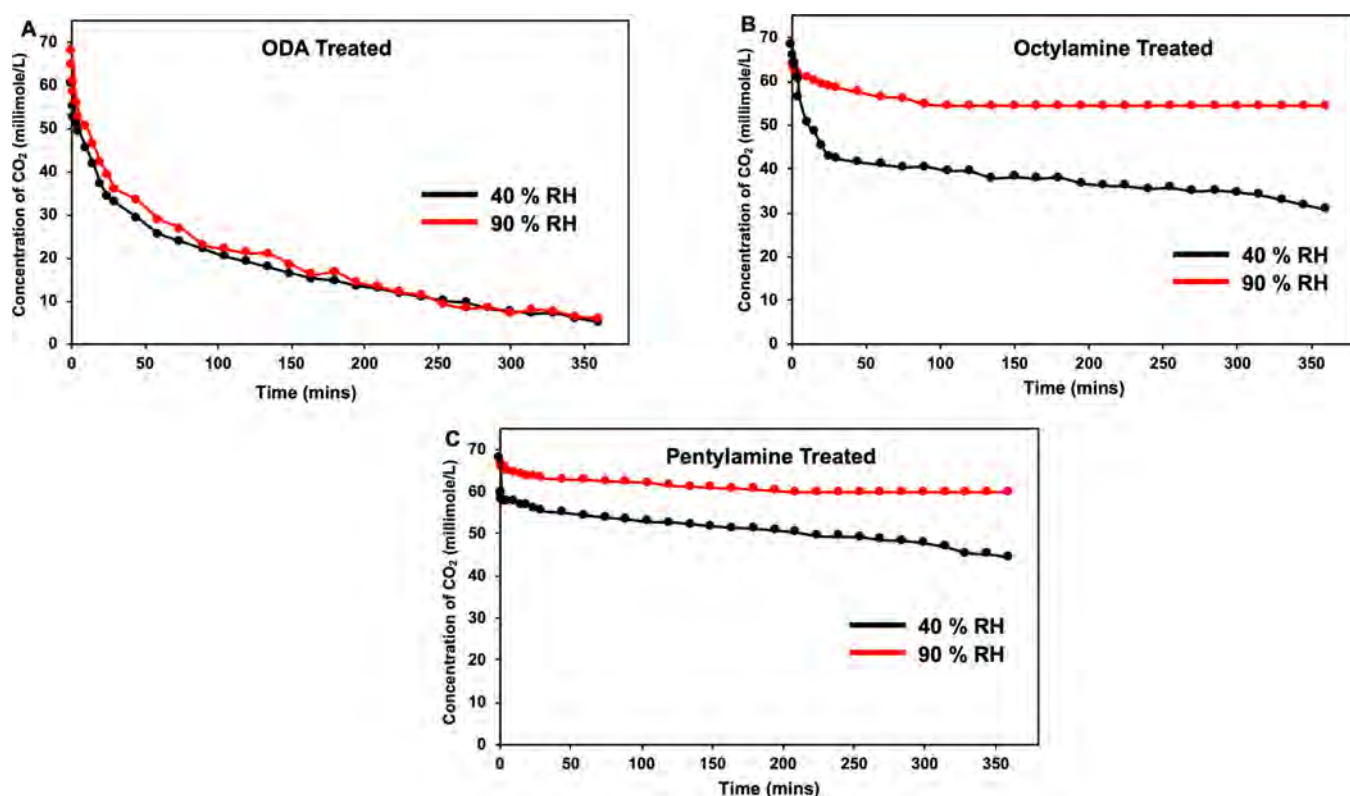 A
ODA Treated
Concentration of CO₂ (millimole/L)
70
60
50
40
30
20
10
0
40 % RH
90 % RH
0 50 100 150 200 250 300 350
Time (mins)
B
Octylamine Treated
Concentration of CO₂ (millimole/L)
70
60
50
40
30
20
10
0
40 % RH
90 % RH
0 50 100 150 200 250 300 350
Time (mins)
C
Pentylamine Treated
Concentration of CO₂ (millimole/L)
70
60
50
40
30
20
10
0
40 % RH
90 % RH
0 50 100 150 200 250 300 350
Time (mins)